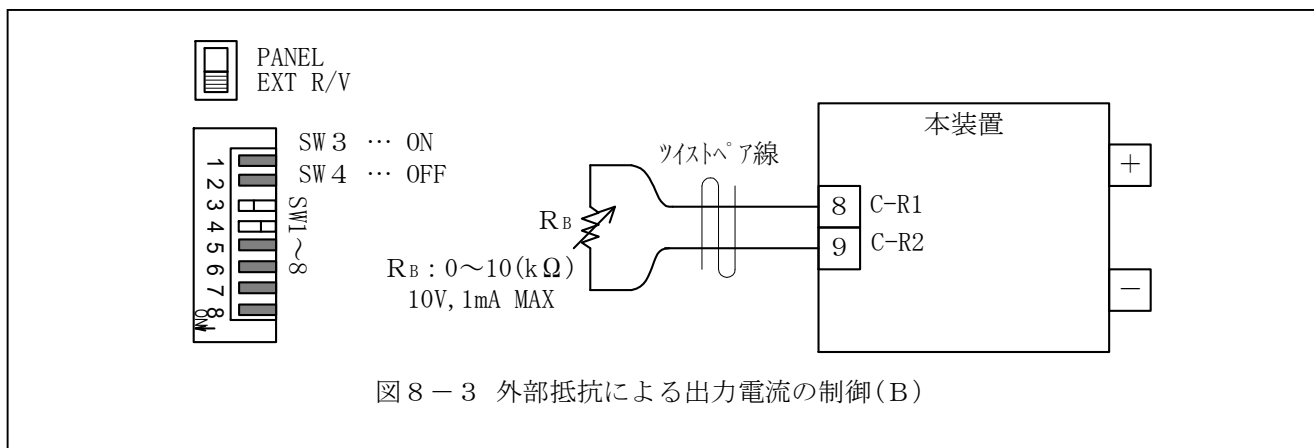 PANEL
EXT R/V
SW3 … ON
SW4 … OFF
1
2
3
4
5
6
7
8
ON
SW1～8
RB
RB：0～10(kΩ)
10V,1mA MAX
ﾂｲｽﾄﾍﾟｱ線
本装置
8 C-R1
9 C-R2
＋
－
図８－３ 外部抵抗による出力電流の制御(Ｂ)